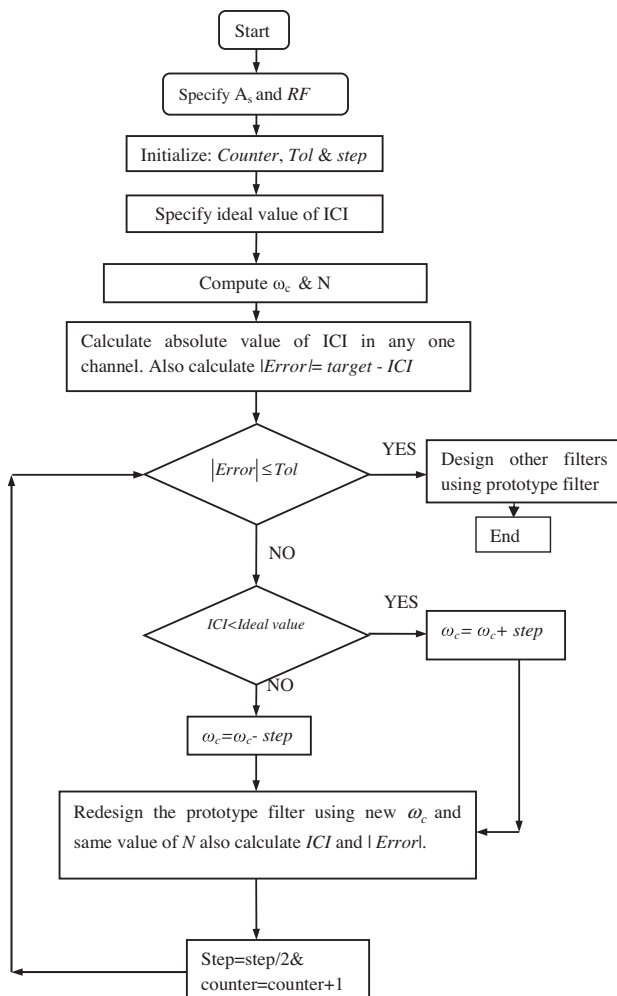 Start
Specify Aₛ and RF
Initialize: Counter, Tol & step
Specify ideal value of ICI
Compute ω_c & N
Calculate absolute value of ICI in any one
channel. Also calculate |Error|= target - ICI
|Error| ≤ Tol
YES
Design other filters
using prototype filter
End
NO
ICI<Ideal value
YES
ω_c= ω_c+ step
NO
ω_c=ω_c- step
Redesign the prototype filter using new ω_c and
same value of N also calculate ICI and | Error|.
Step=step/2&
counter=counter+1